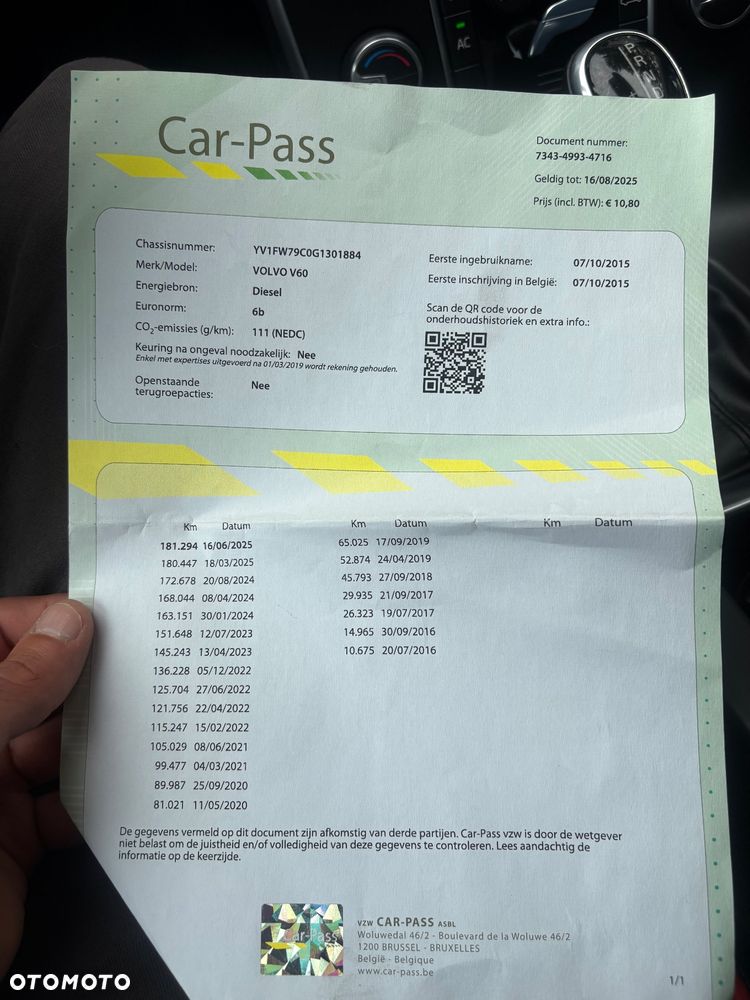 AC
P
R
N
D
Car-Pass
Document nummer:
7343-4993-4716
Geldig tot: 16/08/2025
Prijs (incl. BTW): € 10,80
Chassisnummer: YV1FW79C0G1301884
Merk/Model: VOLVO V60
Energiebron: Diesel
Euronorm: 6b
CO₂-emissies (g/km): 111 (NEDC)
Keuring na ongeval noodzakelijk: Nee
Enkel met expertises uitgevoerd na 01/03/2019 wordt rekening gehouden.
Openstaande
terugroepacties: Nee
Eerste ingebruikname: 07/10/2015
Eerste inschrijving in België: 07/10/2015
Scan de QR code voor de
onderhoudshistoriek en extra info.:
Km Datum
181.294 16/06/2025
180.447 18/03/2025
172.678 20/08/2024
168.044 08/04/2024
163.151 30/01/2024
151.648 12/07/2023
145.243 13/04/2023
136.228 05/12/2022
125.704 27/06/2022
121.756 22/04/2022
115.247 15/02/2022
105.029 08/06/2021
99.477 04/03/2021
89.987 25/09/2020
81.021 11/05/2020
Km Datum
65.025 17/09/2019
52.874 24/04/2019
45.793 27/09/2018
29.935 21/09/2017
26.323 19/07/2017
14.965 30/09/2016
10.675 20/07/2016
Km Datum
De gegevens vermeld op dit document zijn afkomstig van derde partijen. Car-Pass vzw is door de wetgever
niet belast om de juistheid en/of volledigheid van deze gegevens te controleren. Lees aandachtig de
informatie op de keerzijde.
Car-Pass
vzw CAR-PASS ASBL
Woluwedal 46/2 - Boulevard de la Woluwe 46/2
1200 BRUSSEL - BRUXELLES
België - Belgique
www.car-pass.be
1/1
OTOMOTO